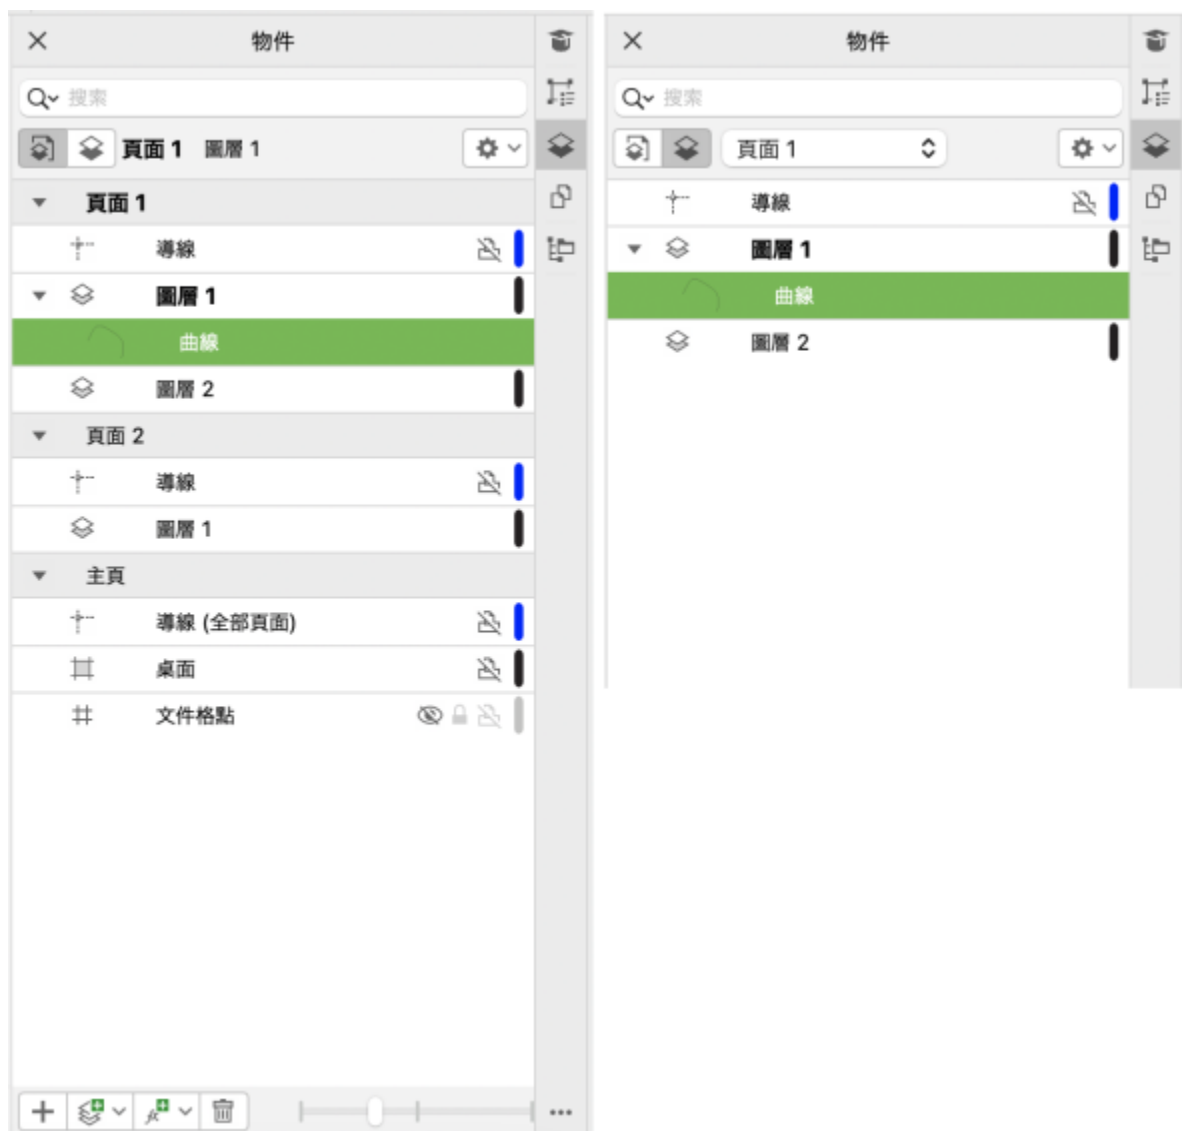 物件
搜索
頁面 1 圖層 1
頁面 1
導線
圖層 1
曲線
圖層 2
頁面 2
導線
圖層 1
主頁
導線 (全部頁面)
桌面
文件格點
物件
搜索
頁面 1
導線
圖層 1
曲線
圖層 2